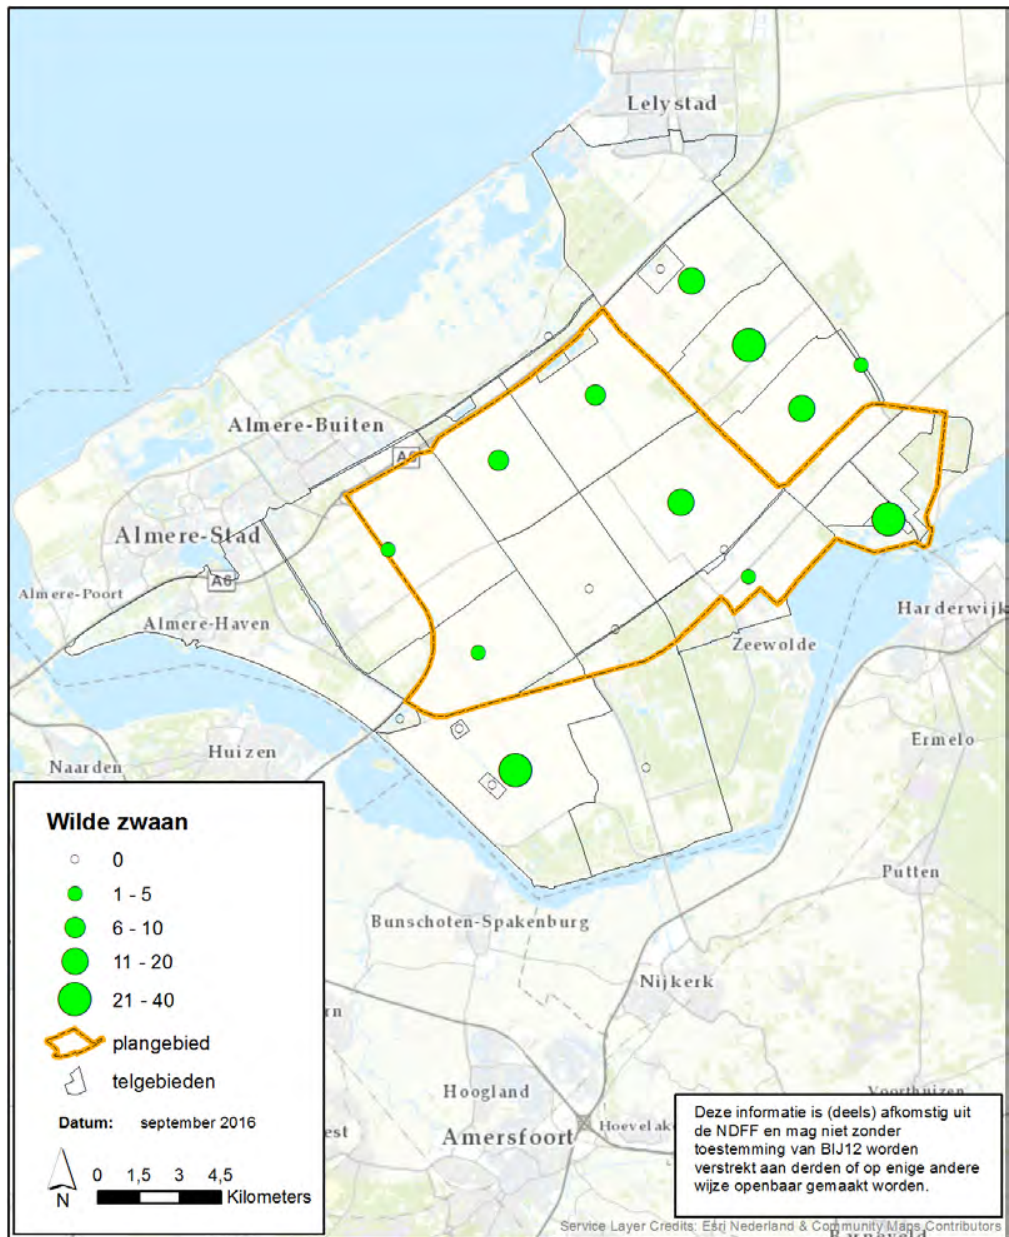 Lelystad
Almere-Buiten
A6
Almere-Stad
A6
Almere-Poort
Almere-Haven
Harderwijk
Zeewolde
Huizen
Naarden
Ermelo
Putten
Bunschoten-Spakenburg
Nijkerk
Hoogland
Voorthuizen
Amersfoort
Wilde zwaan
0
1 - 5
6 - 10
11 - 20
21 - 40
plangebied
telgebieden
Datum: september 2016
N
0 1,5 3 4,5
Kilometers
Deze informatie is (deels) afkomstig uit
de NDFF en mag niet zonder
toestemming van BIJ12 worden
verstrekt aan derden of op enige andere
wijze openbaar gemaakt worden.
Service Layer Credits: Esri Nederland & Community Maps Contributors